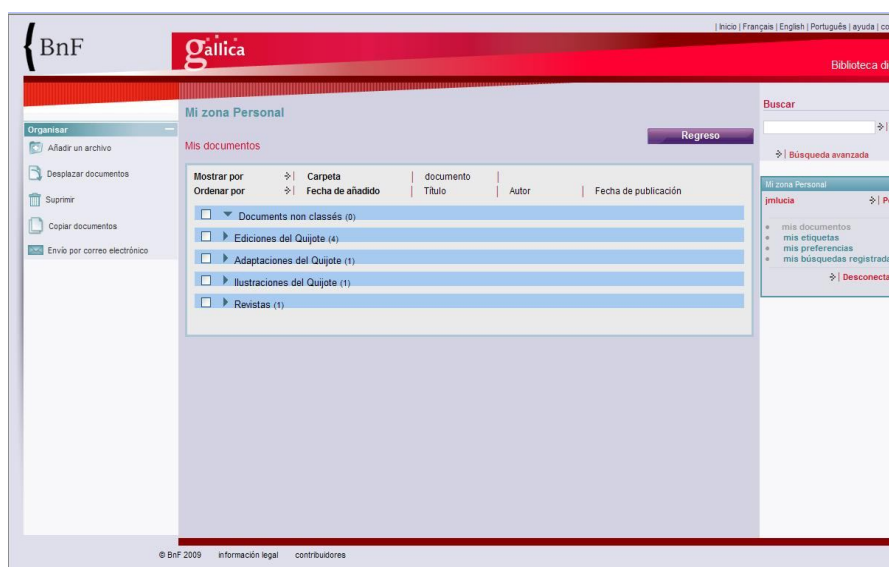 | Inicio | Français | English | Português | ayuda | co
BnF
gallica
Biblioteca di
Organisar
Añadir un archivo
Desplazar documentos
Suprimir
Copiar documentos
Envío por correo electrónico
Mi zona Personal
Regreso
Mis documentos
Mostrar por Carpeta | documento |
Ordenar por Fecha de añadido | Título | Autor | Fecha de publicación
Documents non classés (0)
Ediciones del Quijote (4)
Adaptaciones del Quijote (1)
Ilustraciones del Quijote (1)
Revistas (1)
Buscar
Búsqueda avanzada
Mi zona Personal
jmlucia
mis documentos
mis etiquetas
mis preferencias
mis búsquedas registrada
Desconecta
© BnF 2009 información legal contribuidores